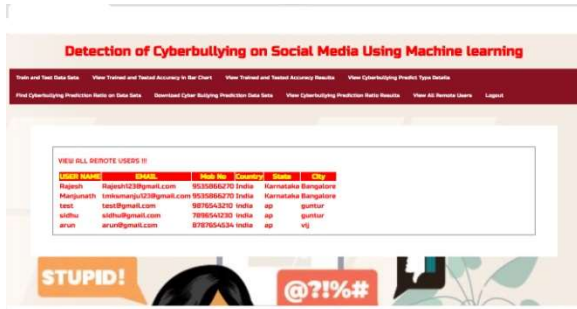 Detection of Cyberbullying on Social Media Using Machine learning
Train and Test Data Sets View Trained and Tested Accuracy in Bar Chart View Trained and Tested Accuracy Results View Cyberbullying Predict Type Details
Find Cyberbullying Prediction Ratio on Data Sets Download Cyber Bullying Prediction Data Sets View Cyberbullying Prediction Ratio Results View All Remote Users Logout
VIEW ALL REMOTE USERS !!!
USER NAME EMAIL Mob No Country State City
Rajesh Rajesh123@gmail.com 9535866270 India Karnataka Bangalore
Manjunath tmksmanju123@gmail.com 9535866270 India Karnataka Bangalore
test test@gmail.com 9876543210 india ap guntur
sidhu sidhu@gmail.com 7896541230 india ap guntur
arun arun@gmail.com 8787654534 india ap vij
STUPID!
@?!%#